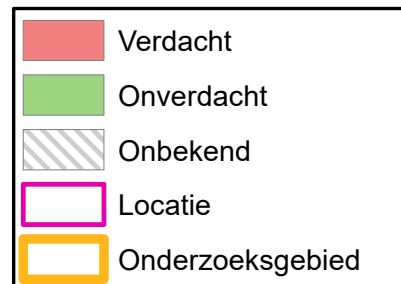 Verdacht
Onverdacht
Onbekend
Locatie
Onderzoeksgebied